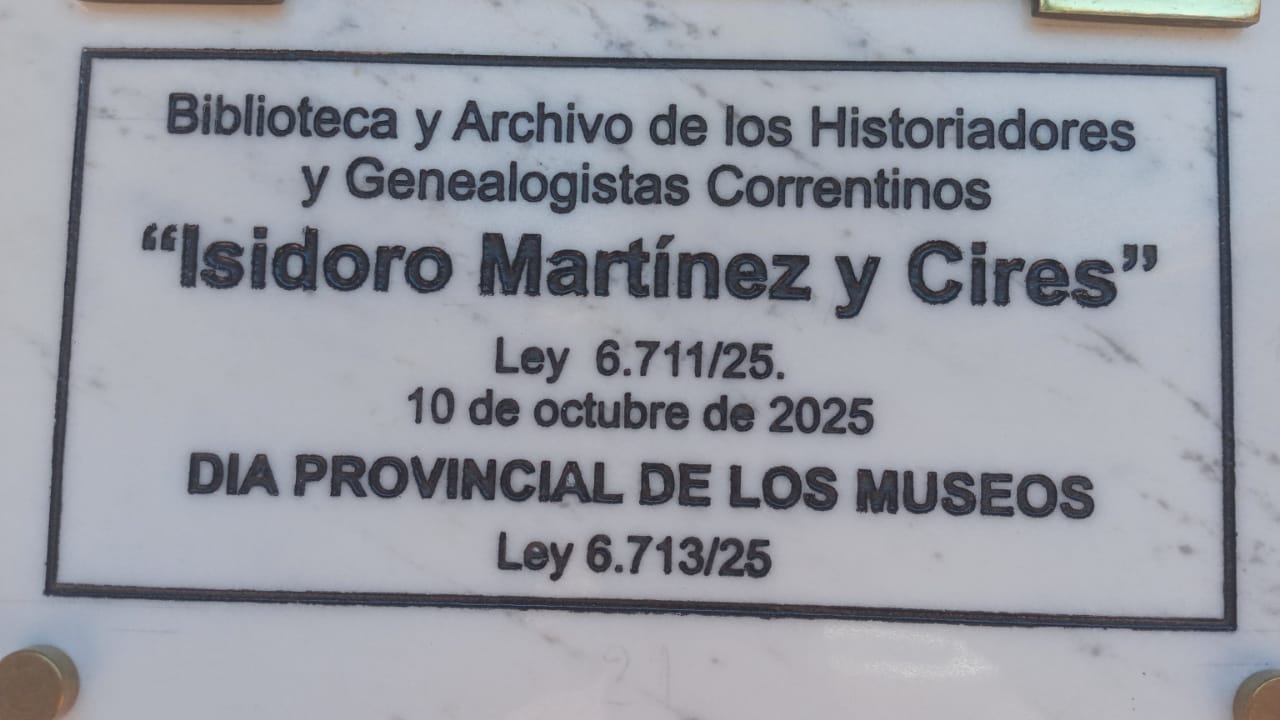 Biblioteca y Archivo de los Historiadores
y Genealogistas Correntinos
“Isidoro Martínez y Cires”
Ley 6.711/25.
10 de octubre de 2025
DIA PROVINCIAL DE LOS MUSEOS
Ley 6.713/25